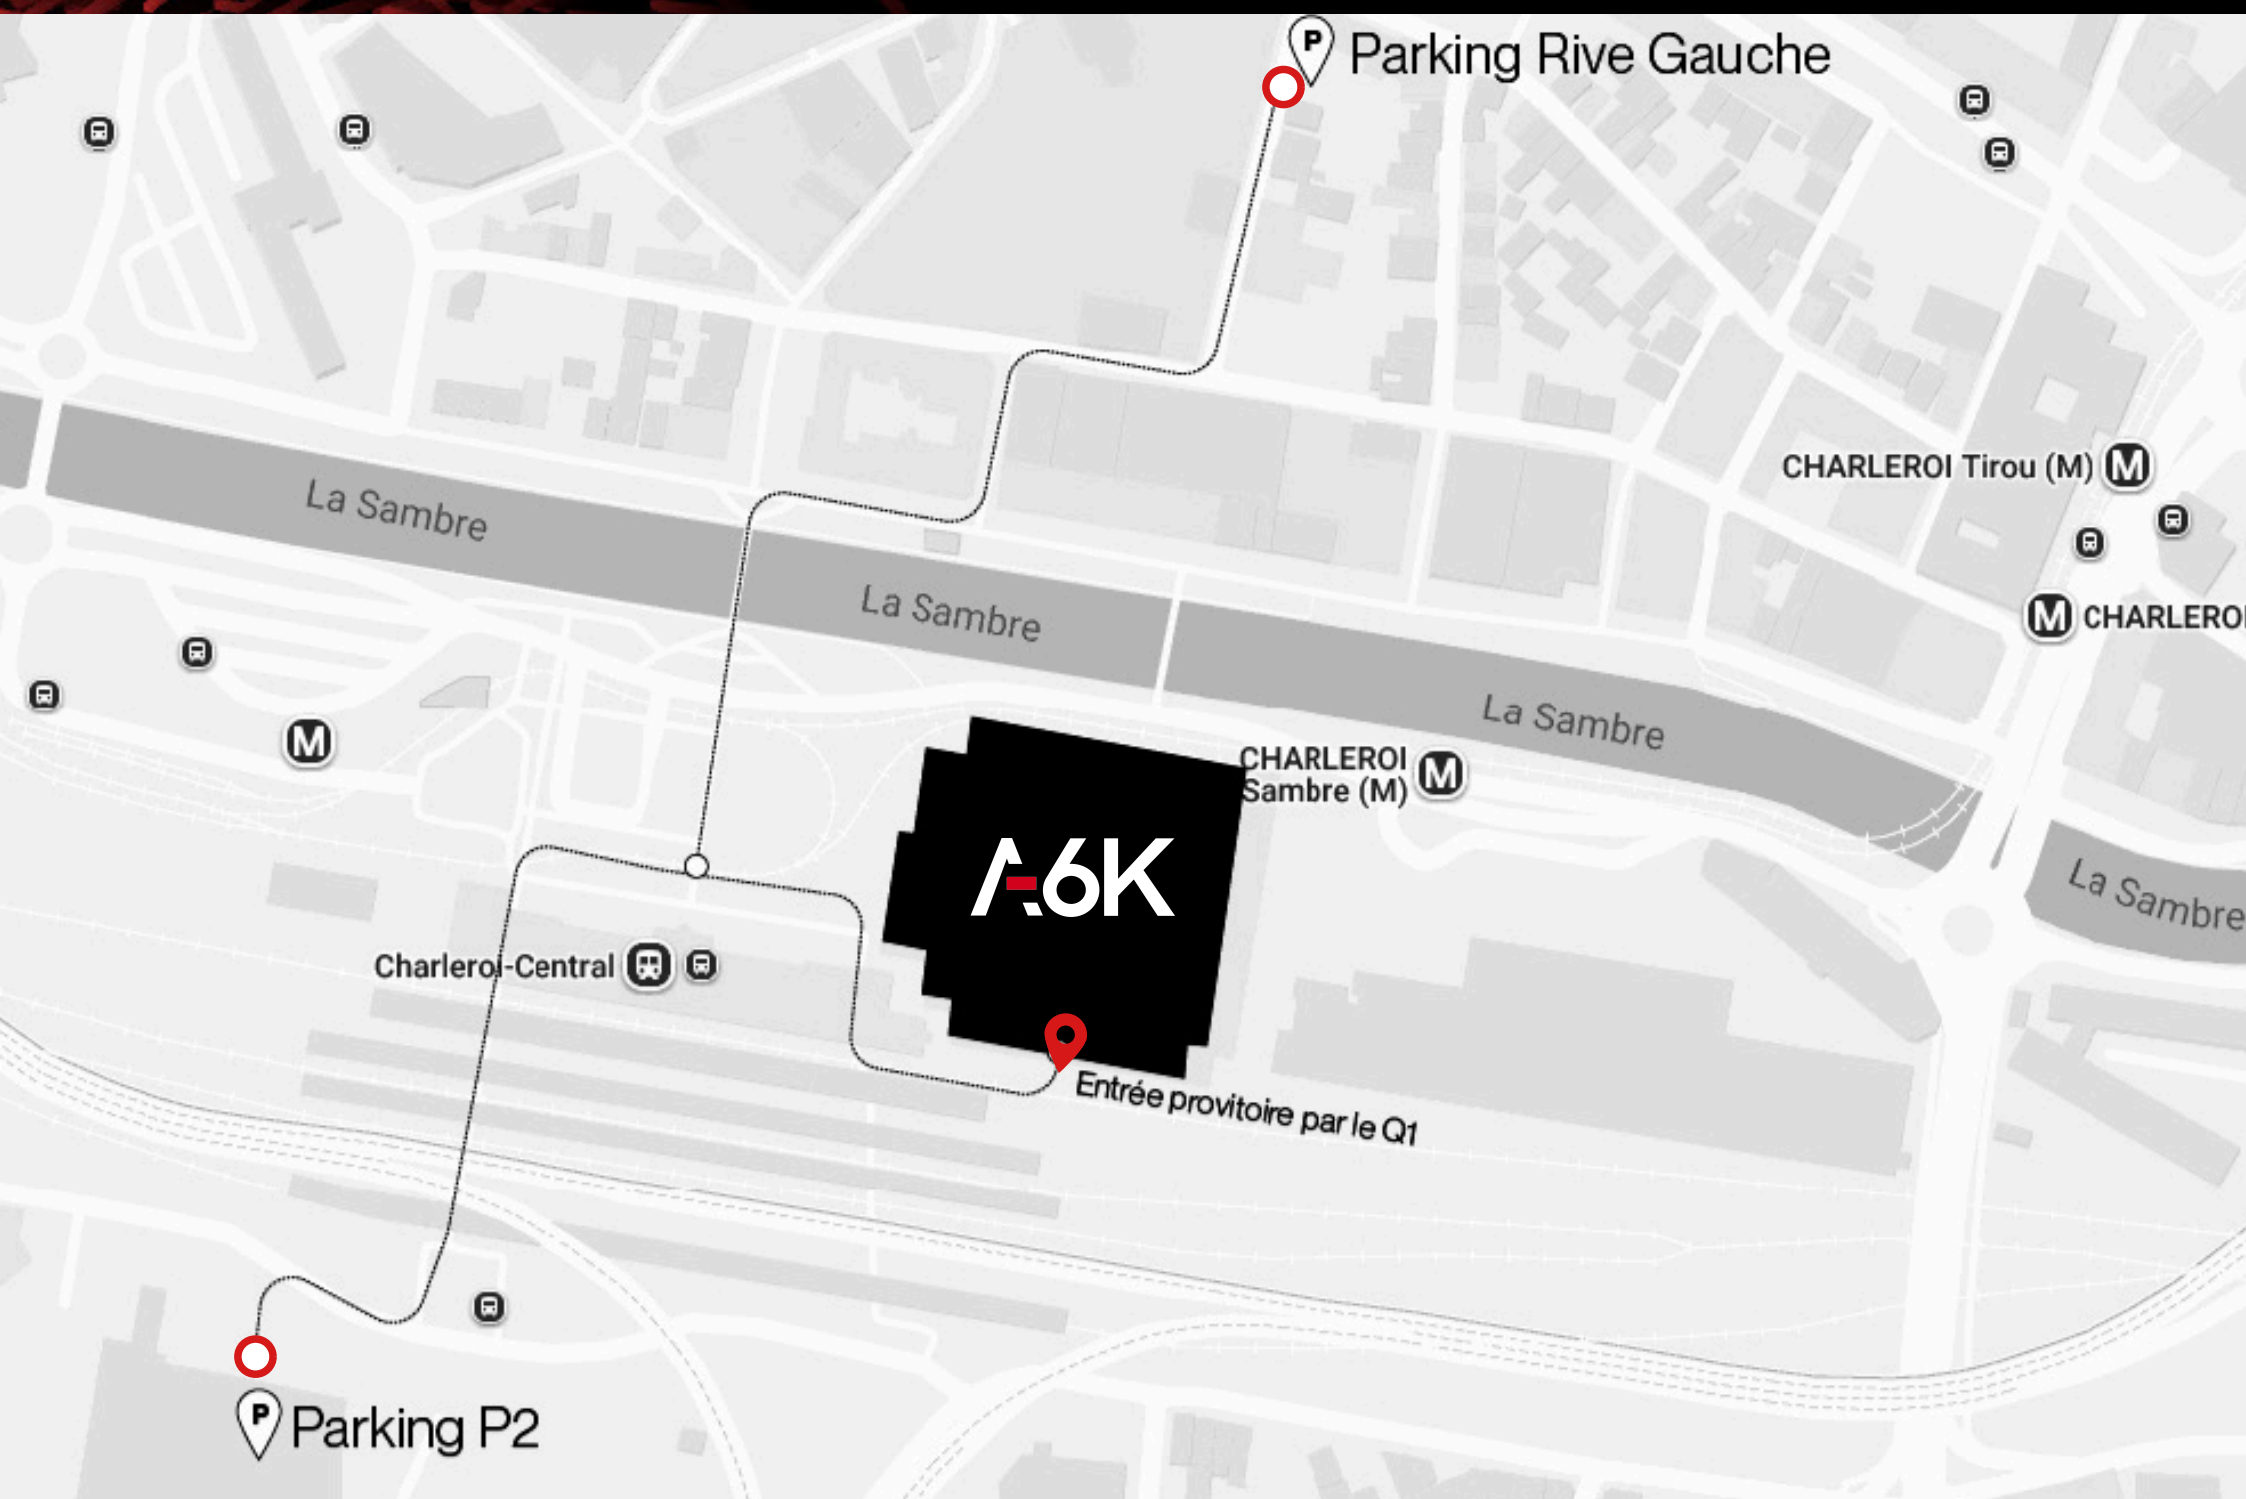 P
Parking Rive Gauche
CHARLEROI Tirou (M) M
La Sambre
La Sambre
M CHARLEROI
La Sambre
M
CHARLEROI
Sambre (M) M
A6K
La Sambre
Charleroi-Central
Entrée provitoire par le Q1
P
Parking P2